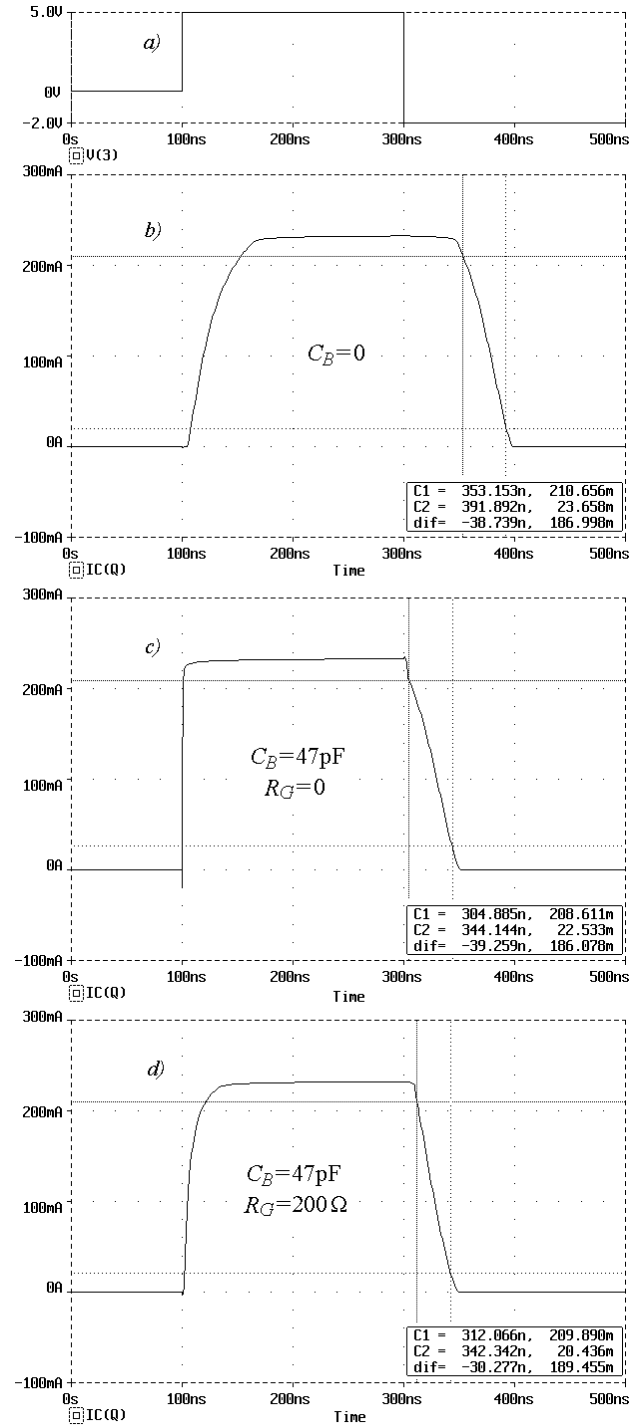 5.0V
a)
0V
-2.0V
0s 100ns 200ns 300ns 400ns 500ns
V(3)
300mA
b)
200mA
C_B=0
100mA
0A
C1 = 353.153n, 210.656m
C2 = 391.892n, 23.658m
dif= -38.739n, 186.998m
-100mA
0s 100ns 200ns 300ns 400ns 500ns
IC(Q) Time
300mA
c)
200mA
C_B=47pF
R_G=0
100mA
0A
C1 = 304.885n, 208.611m
C2 = 344.144n, 22.533m
dif= -39.259n, 186.078m
-100mA
0s 100ns 200ns 300ns 400ns 500ns
IC(Q) Time
300mA
d)
200mA
C_B=47pF
R_G=200Ω
100mA
0A
C1 = 312.066n, 209.890m
C2 = 342.342n, 20.436m
dif= -30.277n, 189.455m
-100mA
0s 100ns 200ns 300ns 400ns 500ns
IC(Q) Time